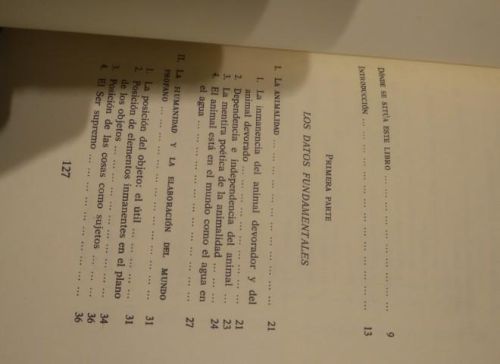 DÓNDE SE SITÚA ESTE LIBRO ... ... ... ... ... ... ... ... 9
INTRODUCCIÓN ... ... ... ... ... ... ... ... ... ... 13
PRIMERA PARTE
LOS DATOS FUNDAMENTALES
I. LA ANIMALIDAD ... ... ... ... ... ... ... ... ... 21
1. La inmanencia del animal devorador y del
animal devorado ... ... ... ... ... ... ... 21
2. Dependencia e independencia del animal ... 23
3. La mentira poética de la animalidad ... ... 24
4. El animal está en el mundo como el agua en
el agua ... ... ... ... ... ... ... ... ... 27
II. LA HUMANIDAD Y LA ELABORACIÓN DEL MUNDO
PROFANO ... ... ... ... ... ... ... ... ... ... 31
1. La posición del objeto: el útil ... ... ... 31
2. Posición de elementos inmanentes en el plano
de los objetos ... ... ... ... ... ... ... 34
3. Posición de las cosas como sujetos ... ... 36
4. El Ser supremo ... ... ... ... ... ... ... 36
127